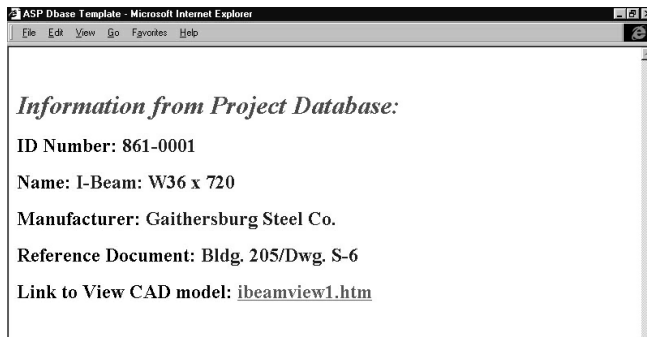 ASP Dbase Template - Microsoft Internet Explorer
File Edit View Go Favorites Help
Information from Project Database:
ID Number: 861-0001
Name: I-Beam: W36 x 720
Manufacturer: Gaithersburg Steel Co.
Reference Document: Bldg. 205/Dwg. S-6
Link to View CAD model: ibeamview1.htm